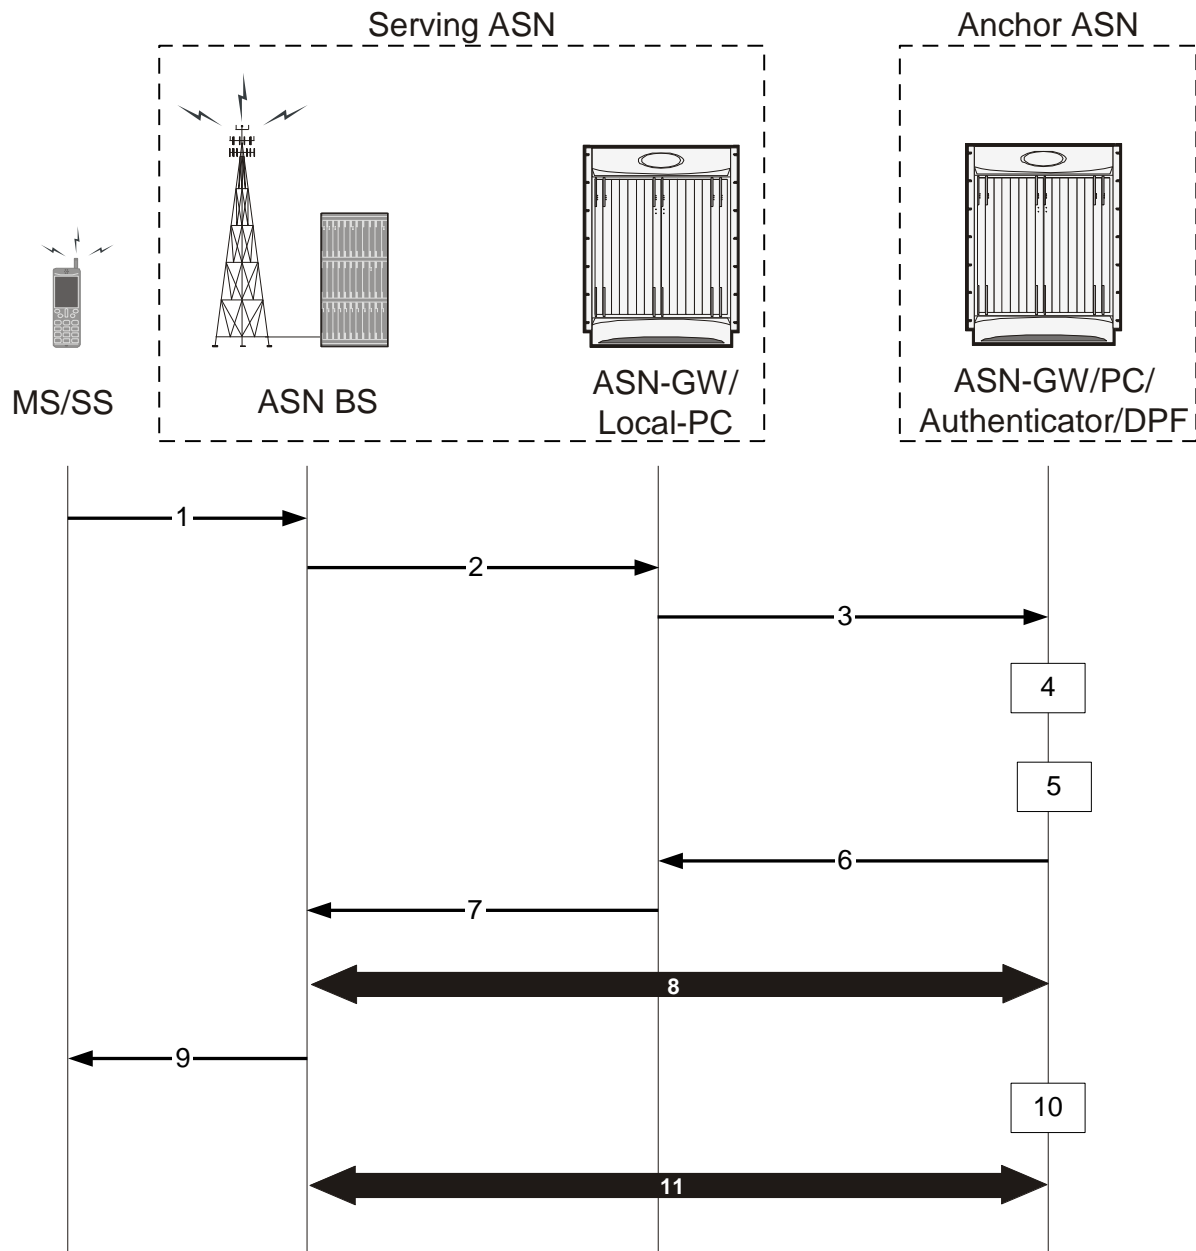 Serving ASN
Anchor ASN
MS/SS
ASN BS
ASN-GW/
Local-PC
ASN-GW/PC/
Authenticator/DPF
1
2
3
4
5
6
7
8
9
10
11